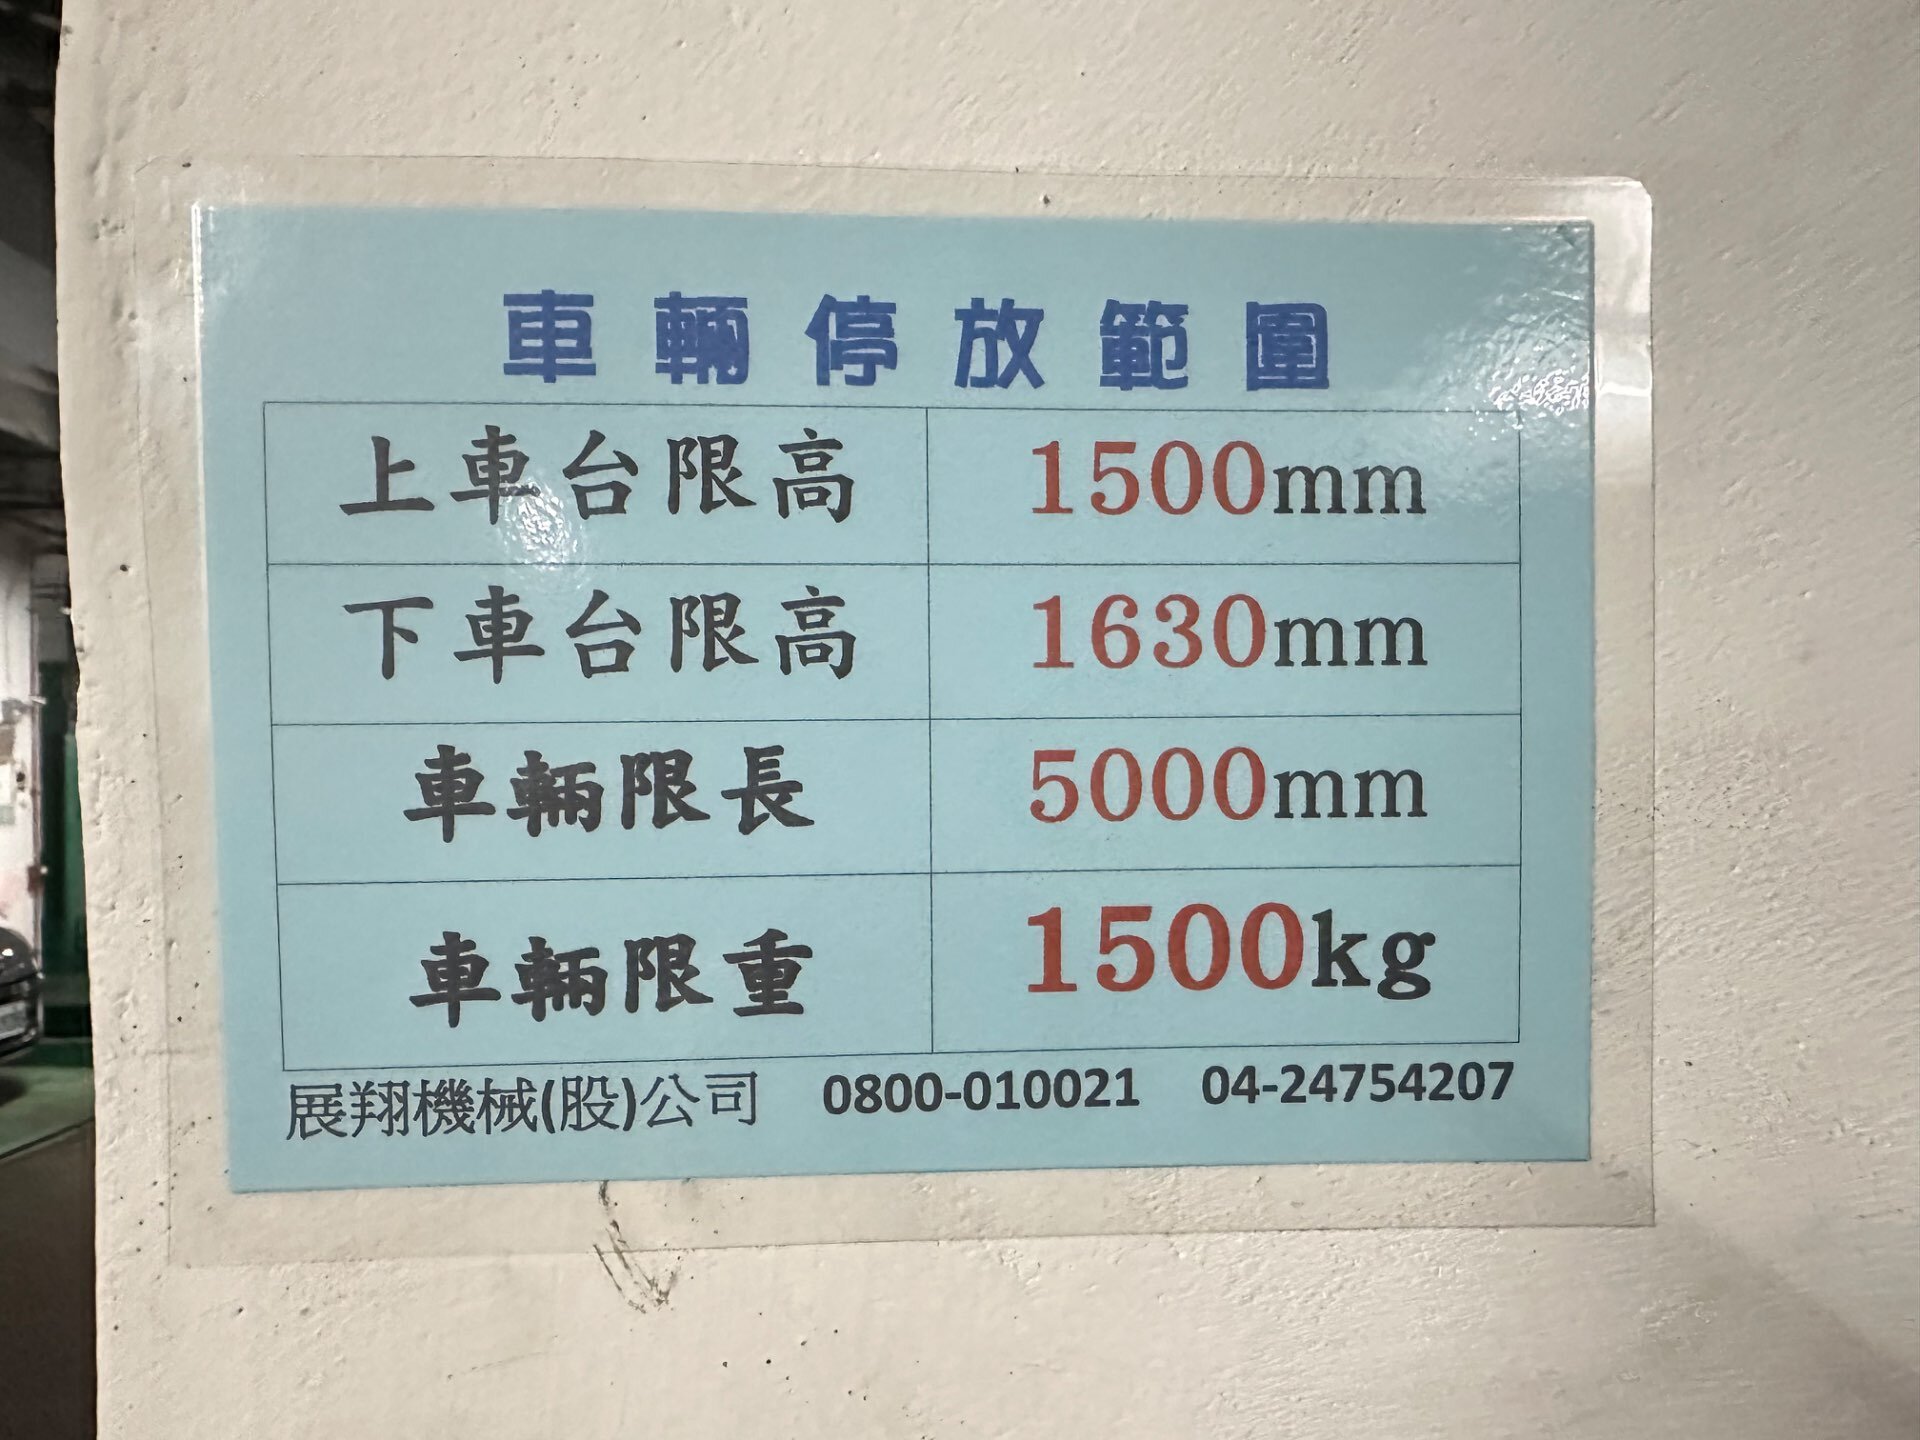 車輛停放範圍
上車台限高 1500mm
下車台限高 1630mm
車輛限長 5000mm
車輛限重 1500kg
展翔機械(股)公司 0800-010021 04-24754207